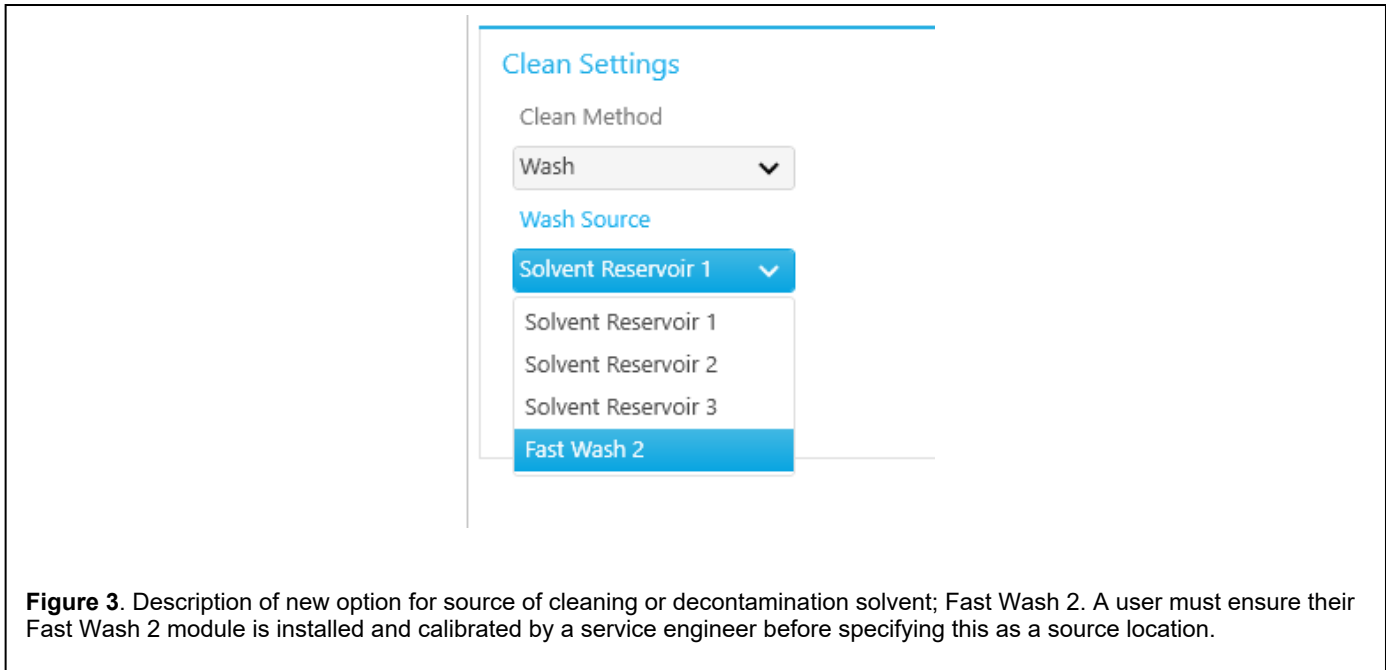 Clean Settings
Clean Method
Wash
Wash Source
Solvent Reservoir 1
Solvent Reservoir 1
Solvent Reservoir 2
Solvent Reservoir 3
Fast Wash 2
Figure 3. Description of new option for source of cleaning or decontamination solvent; Fast Wash 2. A user must ensure their
Fast Wash 2 module is installed and calibrated by a service engineer before specifying this as a source location.